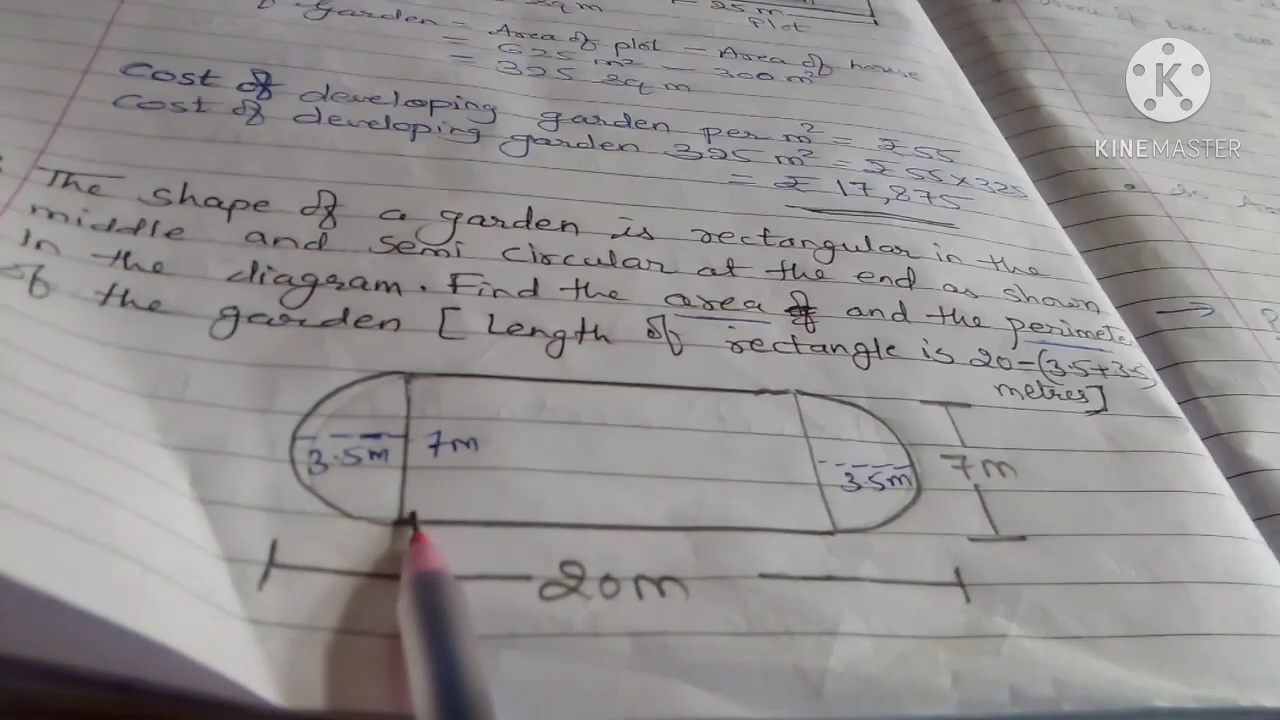 25m
plot
Garden = Area of plot - Area of house
= 625 m² - 300 m²
= 325 sq m
Cost of developing garden per m² = ₹55
Cost of developing garden 325 m² = ₹55×325
= ₹17,875
The shape of a garden is rectangular in the
middle and semi circular at the end as shown
in the diagram. Find the area of and the perimete
of the garden [Length of rectangle is 20-(3.5+3.5)
metres]
3.5m
7m
3.5m
7m
20m
KINEMASTER